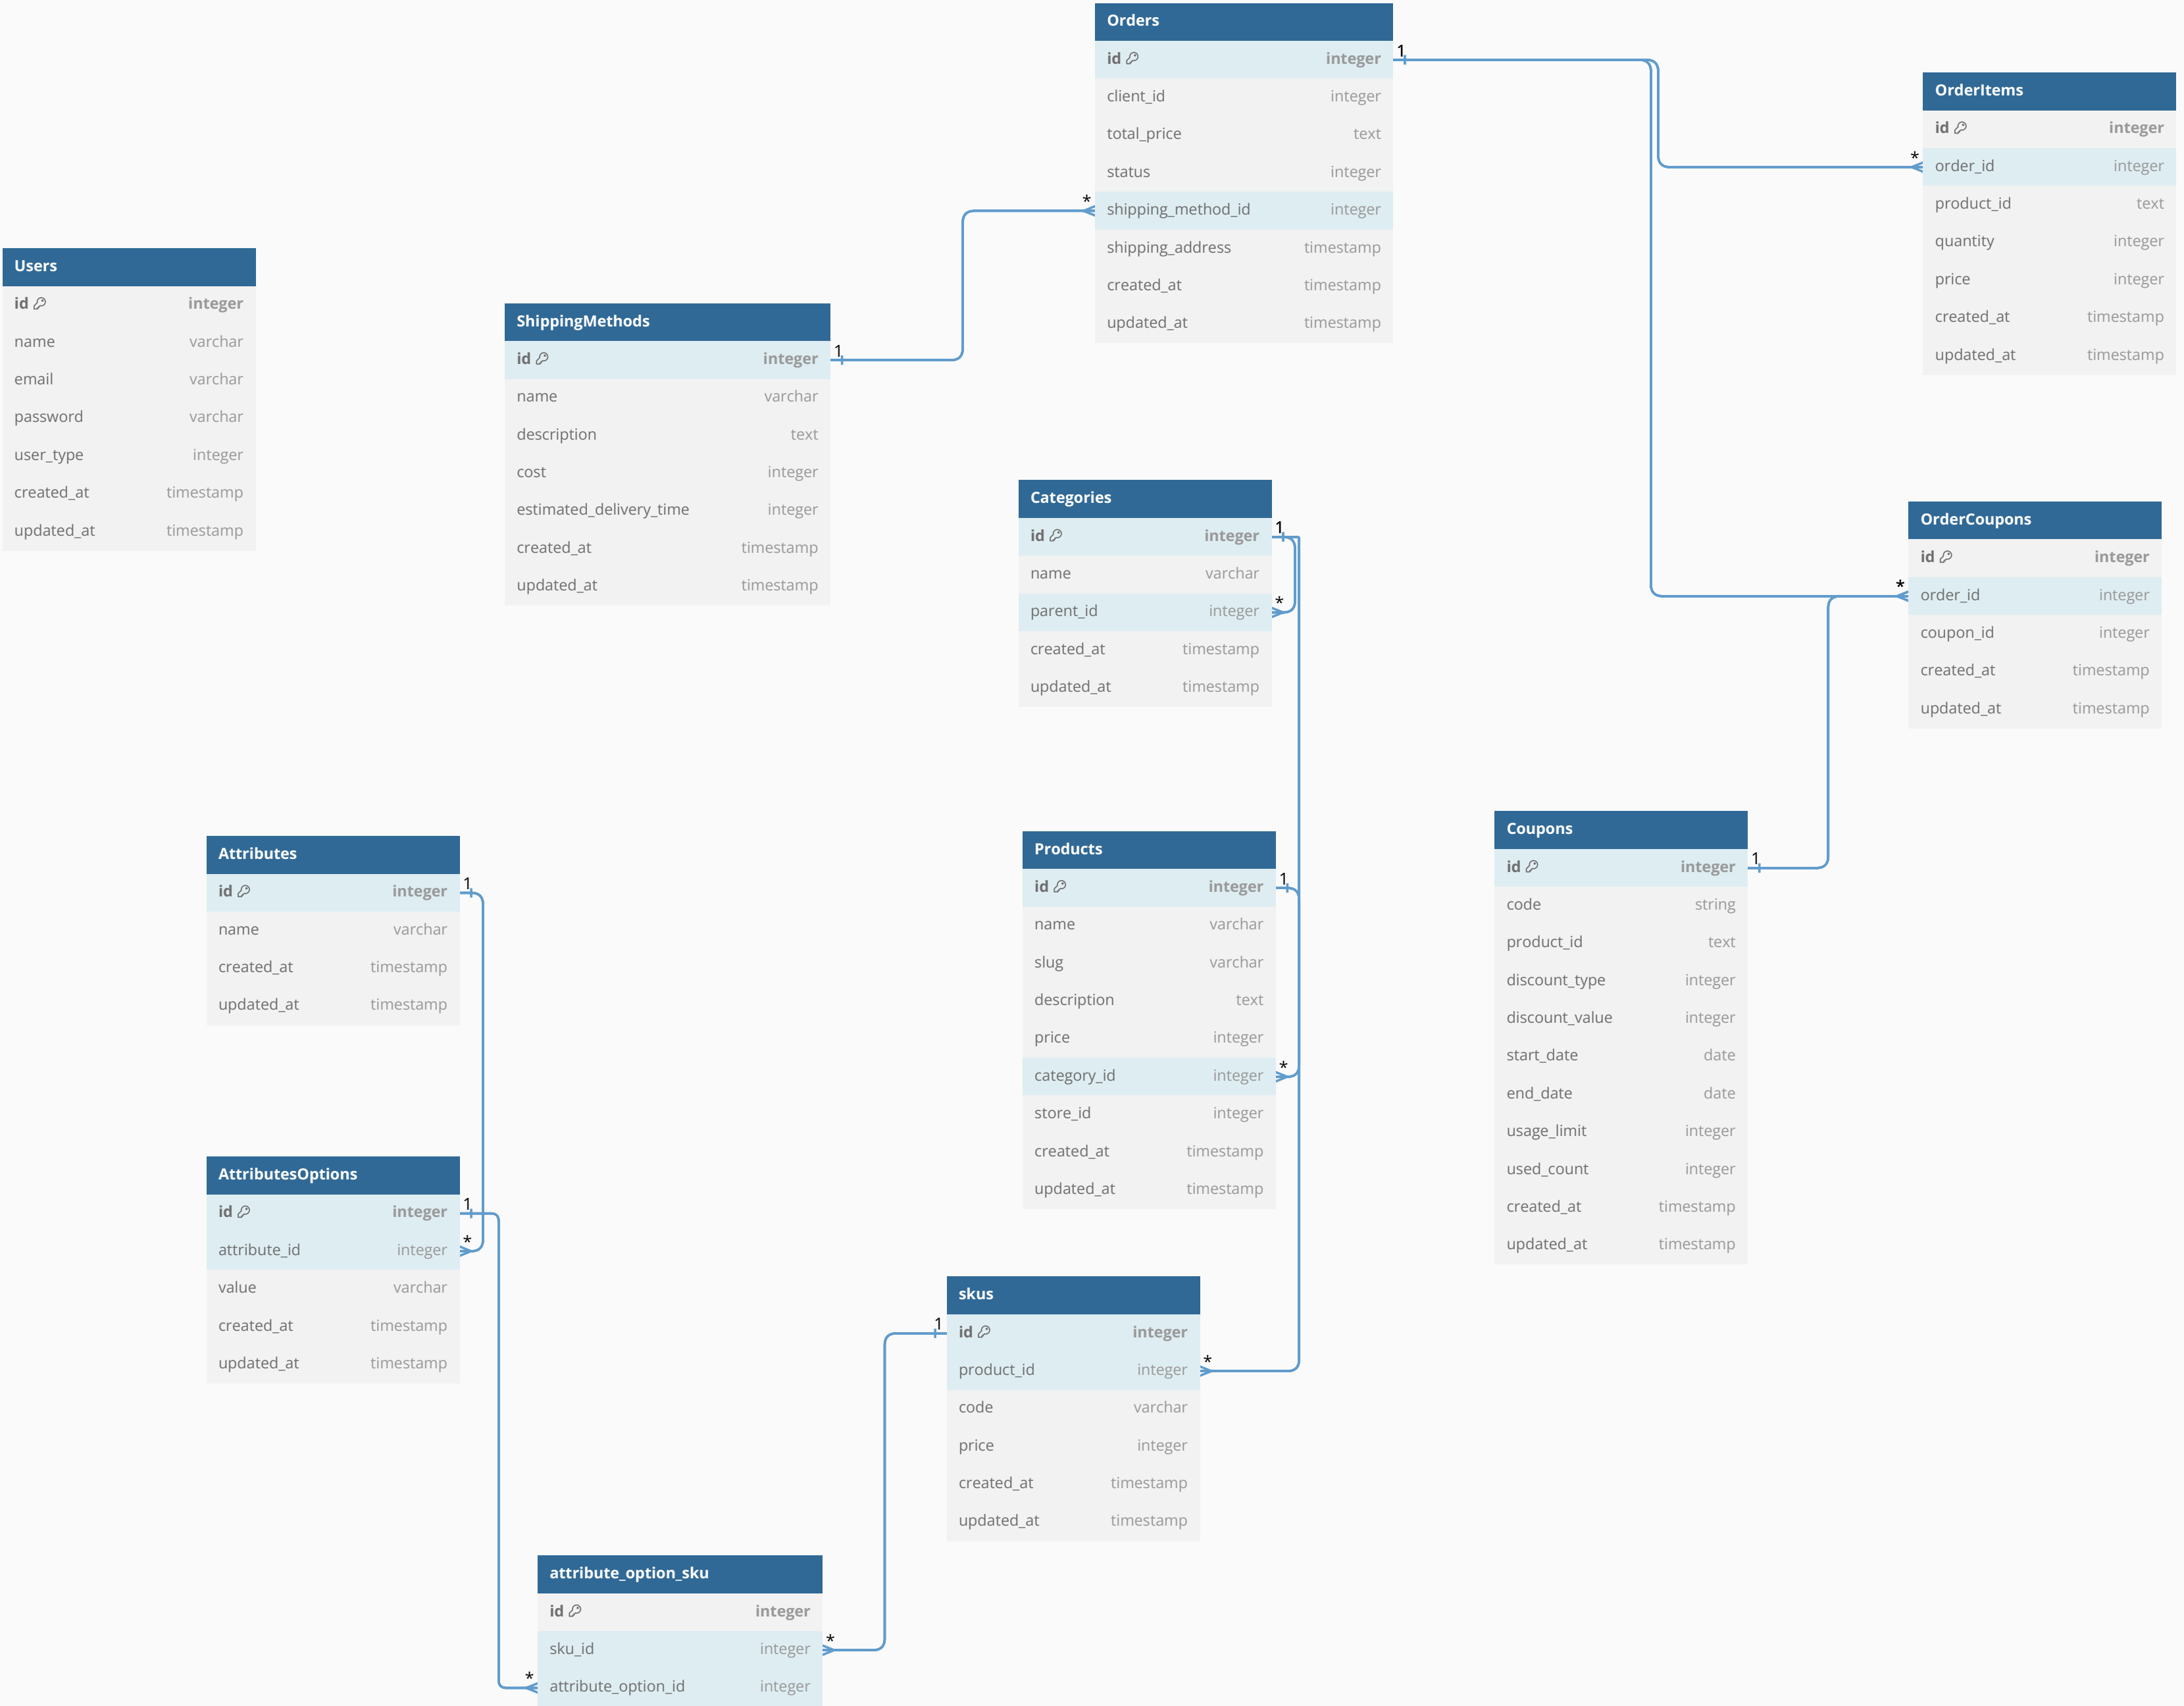 Orders
id integer
client_id integer
total_price text
status integer
shipping_method_id integer
shipping_address timestamp
created_at timestamp
updated_at timestamp
1
*
OrderItems
id integer
order_id integer
product_id text
quantity integer
price integer
created_at timestamp
updated_at timestamp
*
Users
id integer
name varchar
email varchar
password varchar
user_type integer
created_at timestamp
updated_at timestamp
ShippingMethods
id integer
name varchar
description text
cost integer
estimated_delivery_time integer
created_at timestamp
updated_at timestamp
1
Categories
id integer
name varchar
parent_id integer
created_at timestamp
updated_at timestamp
1
*
OrderCoupons
id integer
order_id integer
coupon_id integer
created_at timestamp
updated_at timestamp
*
Attributes
id integer
name varchar
created_at timestamp
updated_at timestamp
1
Products
id integer
name varchar
slug varchar
description text
price integer
category_id integer
store_id integer
created_at timestamp
updated_at timestamp
1
*
Coupons
id integer
code string
product_id text
discount_type integer
discount_value integer
start_date date
end_date date
usage_limit integer
used_count integer
created_at timestamp
updated_at timestamp
1
AttributesOptions
id integer
attribute_id integer
value varchar
created_at timestamp
updated_at timestamp
1
*
skus
id integer
product_id integer
code varchar
price integer
created_at timestamp
updated_at timestamp
1
*
attribute_option_sku
id integer
sku_id integer
attribute_option_id integer
*
*